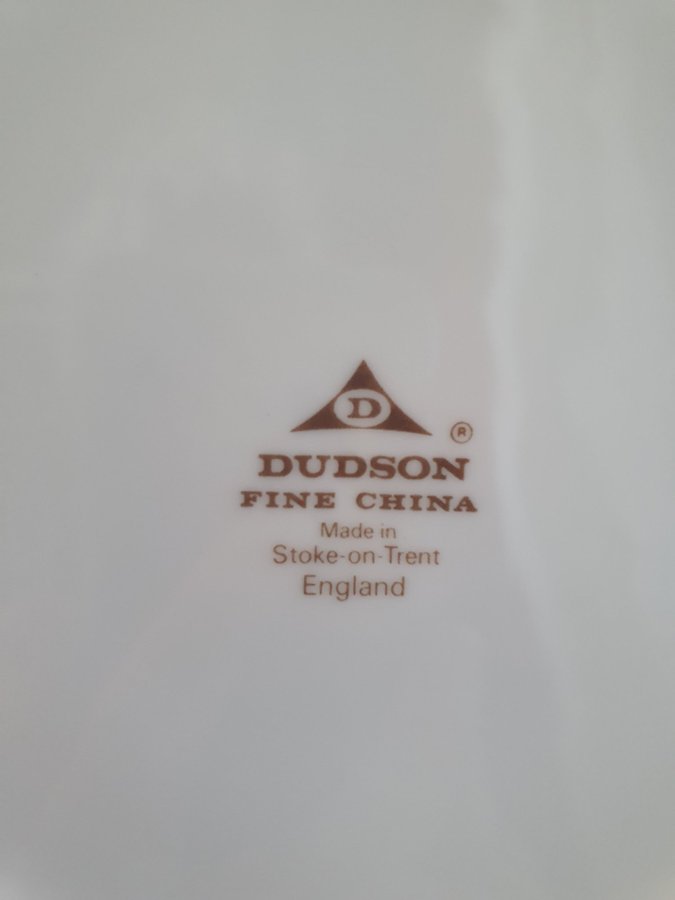 D
®
DUDSON
FINE CHINA
Made in
Stoke-on-Trent
England